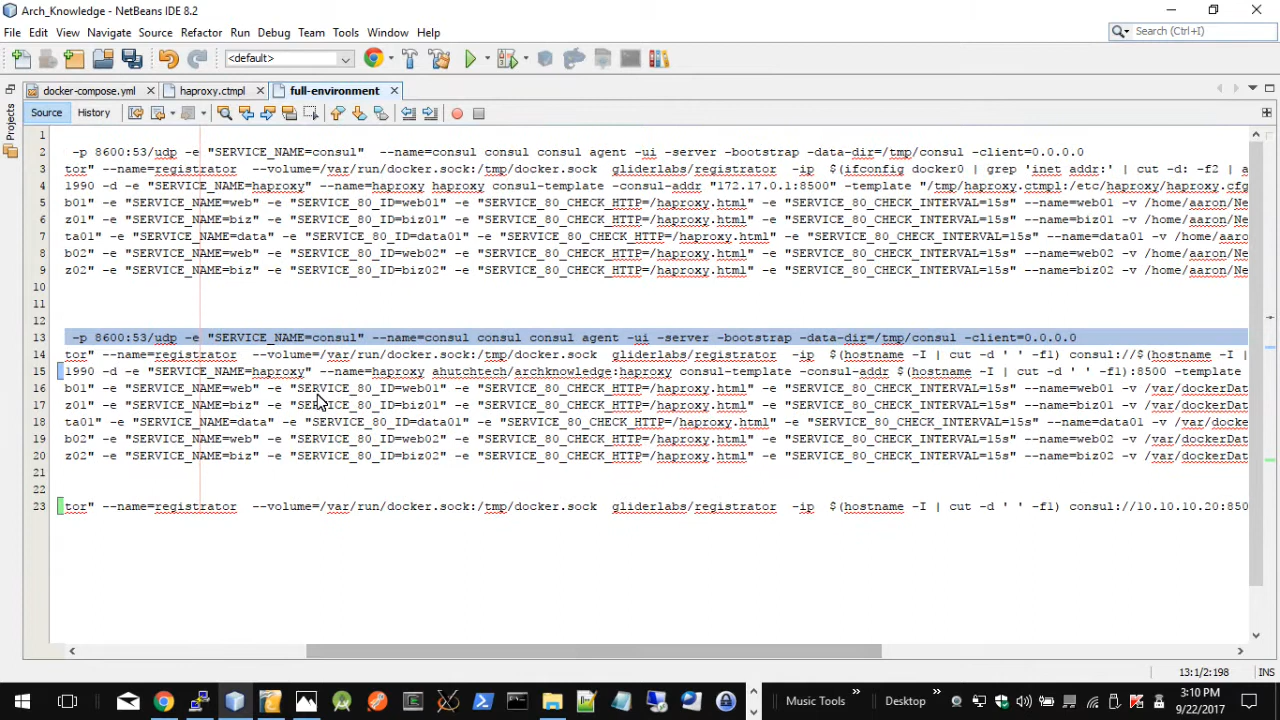 Arch_Knowledge - NetBeans IDE 8.2
File Edit View Navigate Source Refactor Run Debug Team Tools Window Help
Search (Ctrl+I)
<default>
docker-compose.yml haproxy.ctmpl full-environment
Source History
Projects
1
2 -p 8600:53/udp -e "SERVICE_NAME=consul" --name=consul consul consul agent -ui -server -bootstrap -data-dir=/tmp/consul -client=0.0.0.0
3 tor" --name=registrator --volume=/var/run/docker.sock:/tmp/docker.sock gliderlabs/registrator -ip $(ifconfig docker0 | grep 'inet addr:' | cut -d: -f2 | a
4 1990 -d -e "SERVICE_NAME=haproxy" --name=haproxy haproxy consul-template -consul-addr "172.17.0.1:8500" -template "/tmp/haproxy.ctmpl:/etc/haproxy/haproxy.cfg
5 b01" -e "SERVICE_NAME=web" -e "SERVICE_80_ID=web01" -e "SERVICE_80_CHECK_HTTP=/haproxy.html" -e "SERVICE_80_CHECK_INTERVAL=15s" --name=web01 -v /home/aaron/Ne
6 z01" -e "SERVICE_NAME=biz" -e "SERVICE_80_ID=biz01" -e "SERVICE_80_CHECK_HTTP=/haproxy.html" -e "SERVICE_80_CHECK_INTERVAL=15s" --name=biz01 -v /home/aaron/Ne
7 ta01" -e "SERVICE_NAME=data" -e "SERVICE_80_ID=data01" -e "SERVICE_80_CHECK_HTTP=/haproxy.html" -e "SERVICE_80_CHECK_INTERVAL=15s" --name=data01 -v /home/aaro
8 b02" -e "SERVICE_NAME=web" -e "SERVICE_80_ID=web02" -e "SERVICE_80_CHECK_HTTP=/haproxy.html" -e "SERVICE_80_CHECK_INTERVAL=15s" --name=web02 -v /home/aaron/Ne
9 z02" -e "SERVICE_NAME=biz" -e "SERVICE_80_ID=biz02" -e "SERVICE_80_CHECK_HTTP=/haproxy.html" -e "SERVICE_80_CHECK_INTERVAL=15s" --name=biz02 -v /home/aaron/Ne
10
11
12
13 -p 8600:53/udp -e "SERVICE_NAME=consul" --name=consul consul consul agent -ui -server -bootstrap -data-dir=/tmp/consul -client=0.0.0.0
14 tor" --name=registrator --volume=/var/run/docker.sock:/tmp/docker.sock gliderlabs/registrator -ip $(hostname -I | cut -d ' ' -f1) consul://$(hostname -I |
15 1990 -d -e "SERVICE_NAME=haproxy" --name=haproxy ahutchtech/archknowledge:haproxy consul-template -consul-addr $(hostname -I | cut -d ' ' -f1):8500 -template
16 b01" -e "SERVICE_NAME=web" -e "SERVICE_80_ID=web01" -e "SERVICE_80_CHECK_HTTP=/haproxy.html" -e "SERVICE_80_CHECK_INTERVAL=15s" --name=web01 -v /var/dockerDat
17 z01" -e "SERVICE_NAME=biz" -e "SERVICE_80_ID=biz01" -e "SERVICE_80_CHECK_HTTP=/haproxy.html" -e "SERVICE_80_CHECK_INTERVAL=15s" --name=biz01 -v /var/dockerDat
18 ta01" -e "SERVICE_NAME=data" -e "SERVICE_80_ID=data01" -e "SERVICE_80_CHECK_HTTP=/haproxy.html" -e "SERVICE_80_CHECK_INTERVAL=15s" --name=data01 -v /var/docke
19 b02" -e "SERVICE_NAME=web" -e "SERVICE_80_ID=web02" -e "SERVICE_80_CHECK_HTTP=/haproxy.html" -e "SERVICE_80_CHECK_INTERVAL=15s" --name=web02 -v /var/dockerDat
20 z02" -e "SERVICE_NAME=biz" -e "SERVICE_80_ID=biz02" -e "SERVICE_80_CHECK_HTTP=/haproxy.html" -e "SERVICE_80_CHECK_INTERVAL=15s" --name=biz02 -v /var/dockerDat
21
22
23 tor" --name=registrator --volume=/var/run/docker.sock:/tmp/docker.sock gliderlabs/registrator -ip $(hostname -I | cut -d ' ' -f1) consul://10.10.10.20:850
13:1/2:198 INS
Music Tools » Desktop »
3:10 PM
9/22/2017